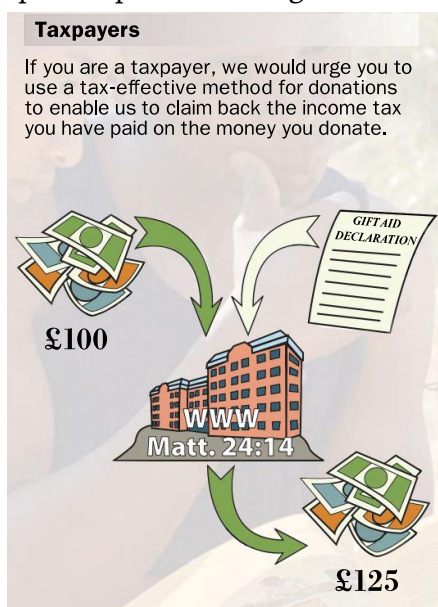 Taxpayers
If you are a taxpayer, we would urge you to
use a tax-effective method for donations
to enable us to claim back the income tax
you have paid on the money you donate.
GIFT AID
DECLARATION
£100
WWW
Matt. 24:14
£125